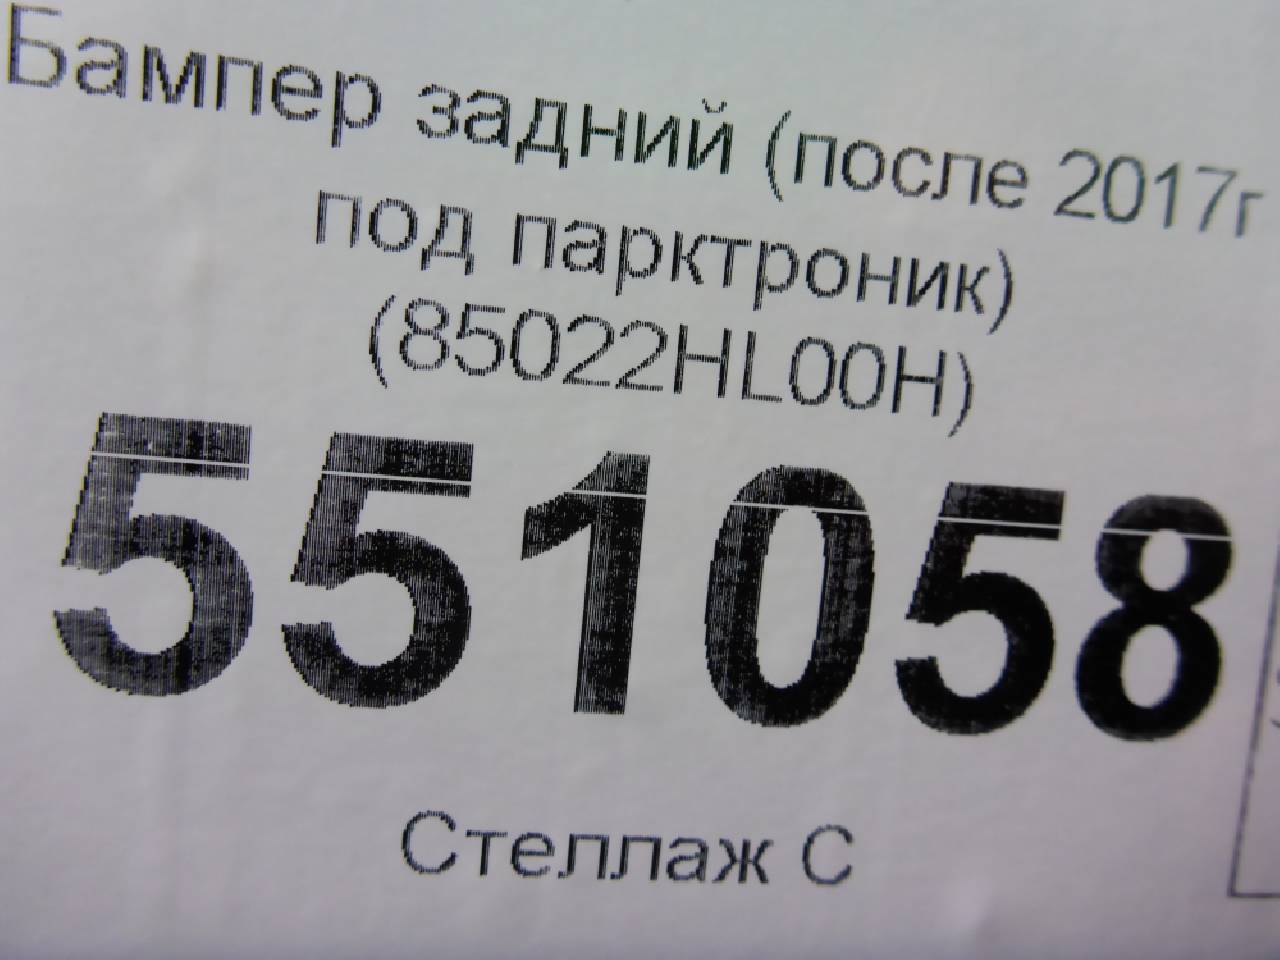 Бампер задний (после 2017г
под парктроник)
(85022HL00H)
551058
Стеллаж С